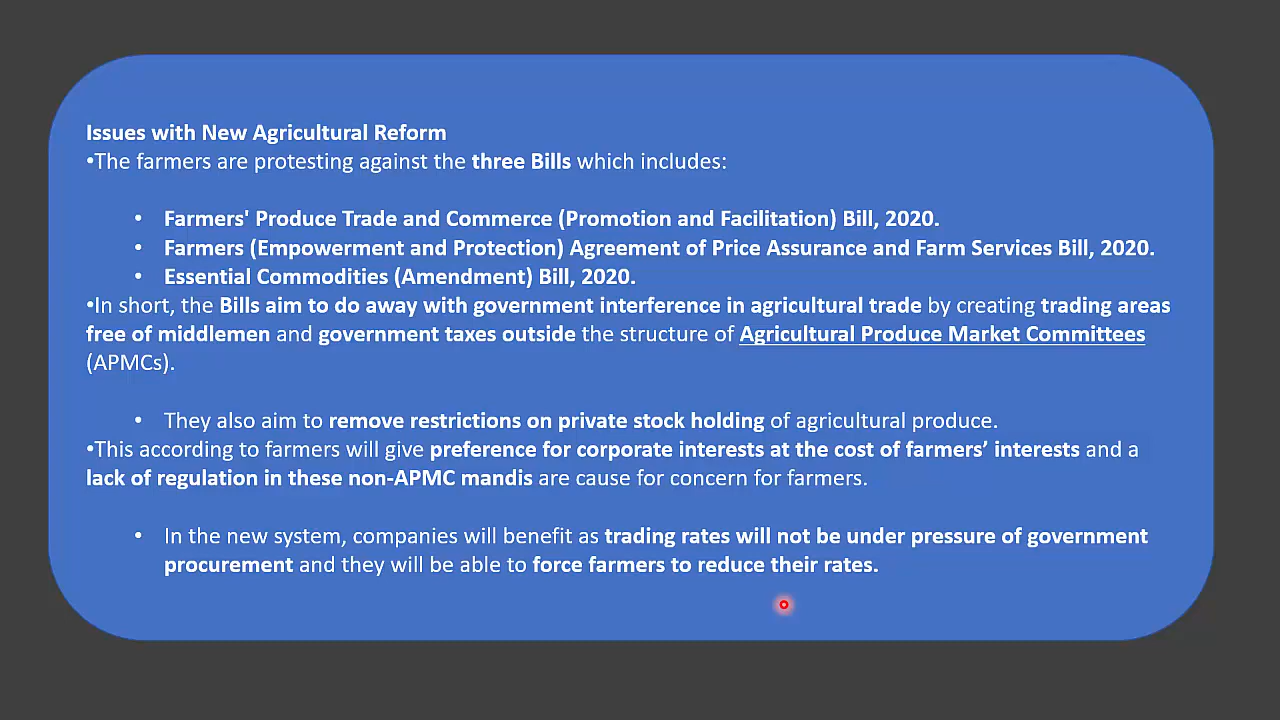 Issues with New Agricultural Reform
•The farmers are protesting against the three Bills which includes:
• Farmers' Produce Trade and Commerce (Promotion and Facilitation) Bill, 2020.
• Farmers (Empowerment and Protection) Agreement of Price Assurance and Farm Services Bill, 2020.
• Essential Commodities (Amendment) Bill, 2020.
•In short, the Bills aim to do away with government interference in agricultural trade by creating trading areas
free of middlemen and government taxes outside the structure of Agricultural Produce Market Committees
(APMCs).
• They also aim to remove restrictions on private stock holding of agricultural produce.
•This according to farmers will give preference for corporate interests at the cost of farmers’ interests and a
lack of regulation in these non-APMC mandis are cause for concern for farmers.
• In the new system, companies will benefit as trading rates will not be under pressure of government
procurement and they will be able to force farmers to reduce their rates.